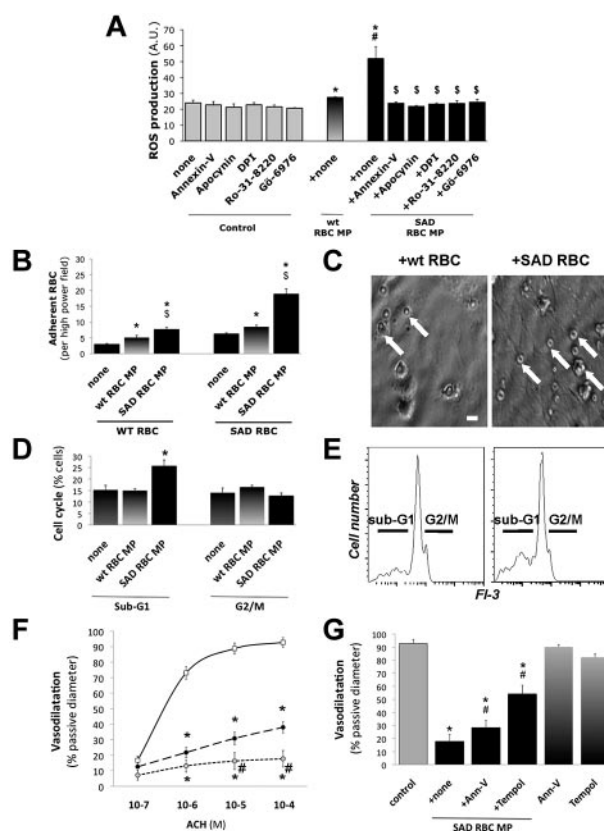 A
ROS production (A.U.)
70
60
50
40
30
20
10
0
*
*
#
$ $ $ $ $
none
Annexin-V
Apocynin
DPI
Ro-31-8220
Gö-6976
+none
+none
+Annexin-V
+Apocynin
+DPI
+Ro-31-8220
+Gö-6976
Control
wt
RBC MP
SAD
RBC MP
B
Adherent RBC
(per high power field)
30
25
20
15
10
5
0
*
*
$
*
*
$
none
wt RBC MP
SAD RBC MP
none
wt RBC MP
SAD RBC MP
WT RBC
SAD RBC
C
+wt RBC
+SAD RBC
D
Cell cycle (% cells)
30
25
20
15
10
5
0
*
none
wt RBC MP
SAD RBC MP
none
wt RBC MP
SAD RBC MP
Sub-G1
G2/M
E
Cell number
sub-G1
G2/M
sub-G1
G2/M
Fl-3
F
Vasodilatation
(% passive diameter)
100
90
80
70
60
50
40
30
20
10
0
* * *
# #
* * *
10-7
10-6
10-5
10-4
ACH (M)
G
Vasodilatation
(% passive diameter)
100
90
80
70
60
50
40
30
20
10
0
*
*
#
*
#
control
+none
+Ann-V
+Tempol
Ann-V
Tempol
SAD RBC MP